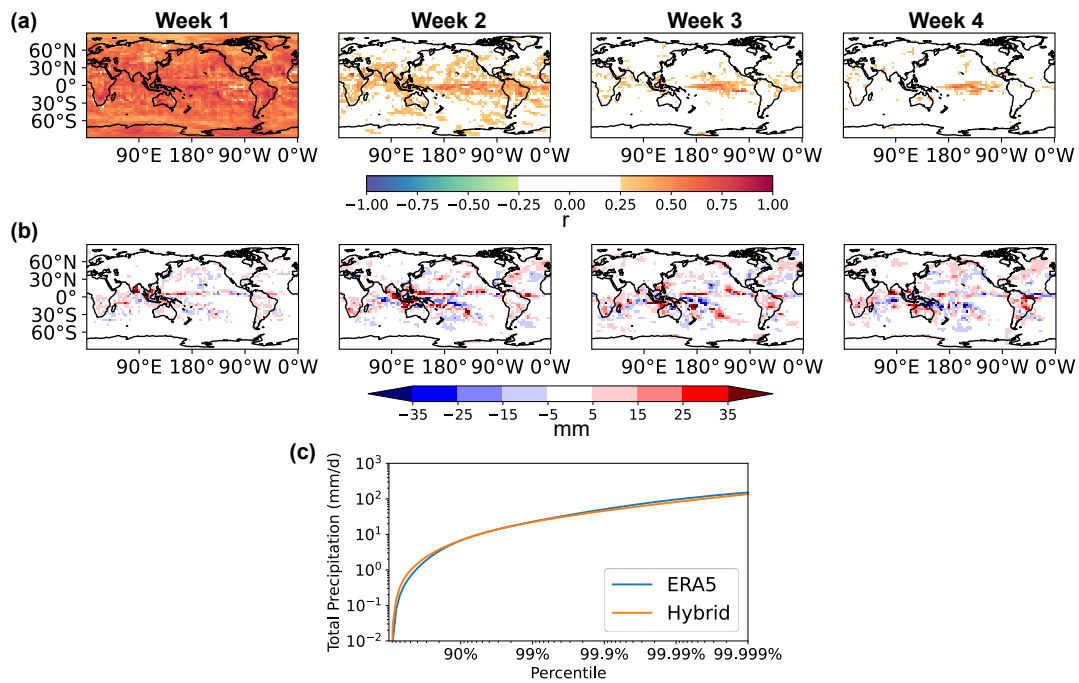 (a) Week 1 Week 2 Week 3 Week 4
60°N
30°N
0°
30°S
60°S
90°E 180°90°W 0°W 90°E 180°90°W 0°W 90°E 180°90°W 0°W 90°E 180°90°W 0°W
−1.00 −0.75 −0.50 −0.25 0.00 0.25 0.50 0.75 1.00
r
(b)
60°N
30°N
0°
30°S
60°S
90°E 180°90°W 0°W 90°E 180°90°W 0°W 90°E 180°90°W 0°W 90°E 180°90°W 0°W
−35 −25 −15 −5 5 15 25 35
mm
(c)
Total Precipitation (mm/d)
10³
10²
10¹
10⁰
10⁻¹
10⁻²
ERA5
Hybrid
90% 99% 99.9% 99.99% 99.999%
Percentile